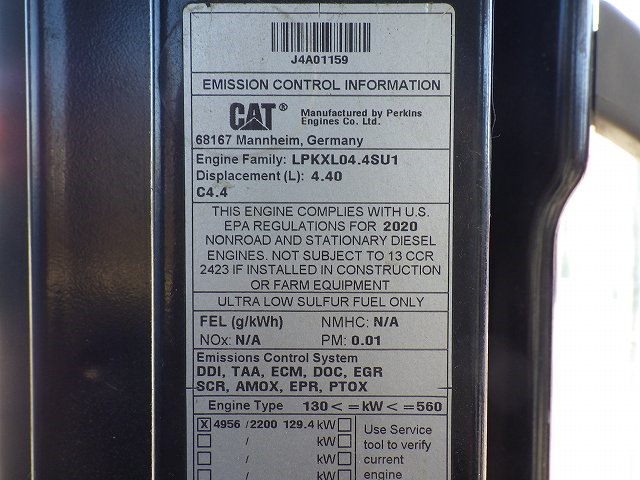 J4A01159
EMISSION CONTROL INFORMATION
CAT® Manufactured by Perkins
Engines Co. Ltd.
68167 Mannheim, Germany
Engine Family: LPKXL04.4SU1
Displacement (L): 4.40
C4.4
THIS ENGINE COMPLIES WITH U.S.
EPA REGULATIONS FOR 2020
NONROAD AND STATIONARY DIESEL
ENGINES. NOT SUBJECT TO 13 CCR
2423 IF INSTALLED IN CONSTRUCTION
OR FARM EQUIPMENT
ULTRA LOW SULFUR FUEL ONLY
FEL (g/kWh) NMHC: N/A
NOx: N/A PM: 0.01
Emissions Control System
DDI, TAA, ECM, DOC, EGR
SCR, AMOX, EPR, PTOX
Engine Type 130 < =kW < =560
X 4956 /2200 129.4 kW Use Service
/ kW tool to verify
/ kW current
/ kW engine